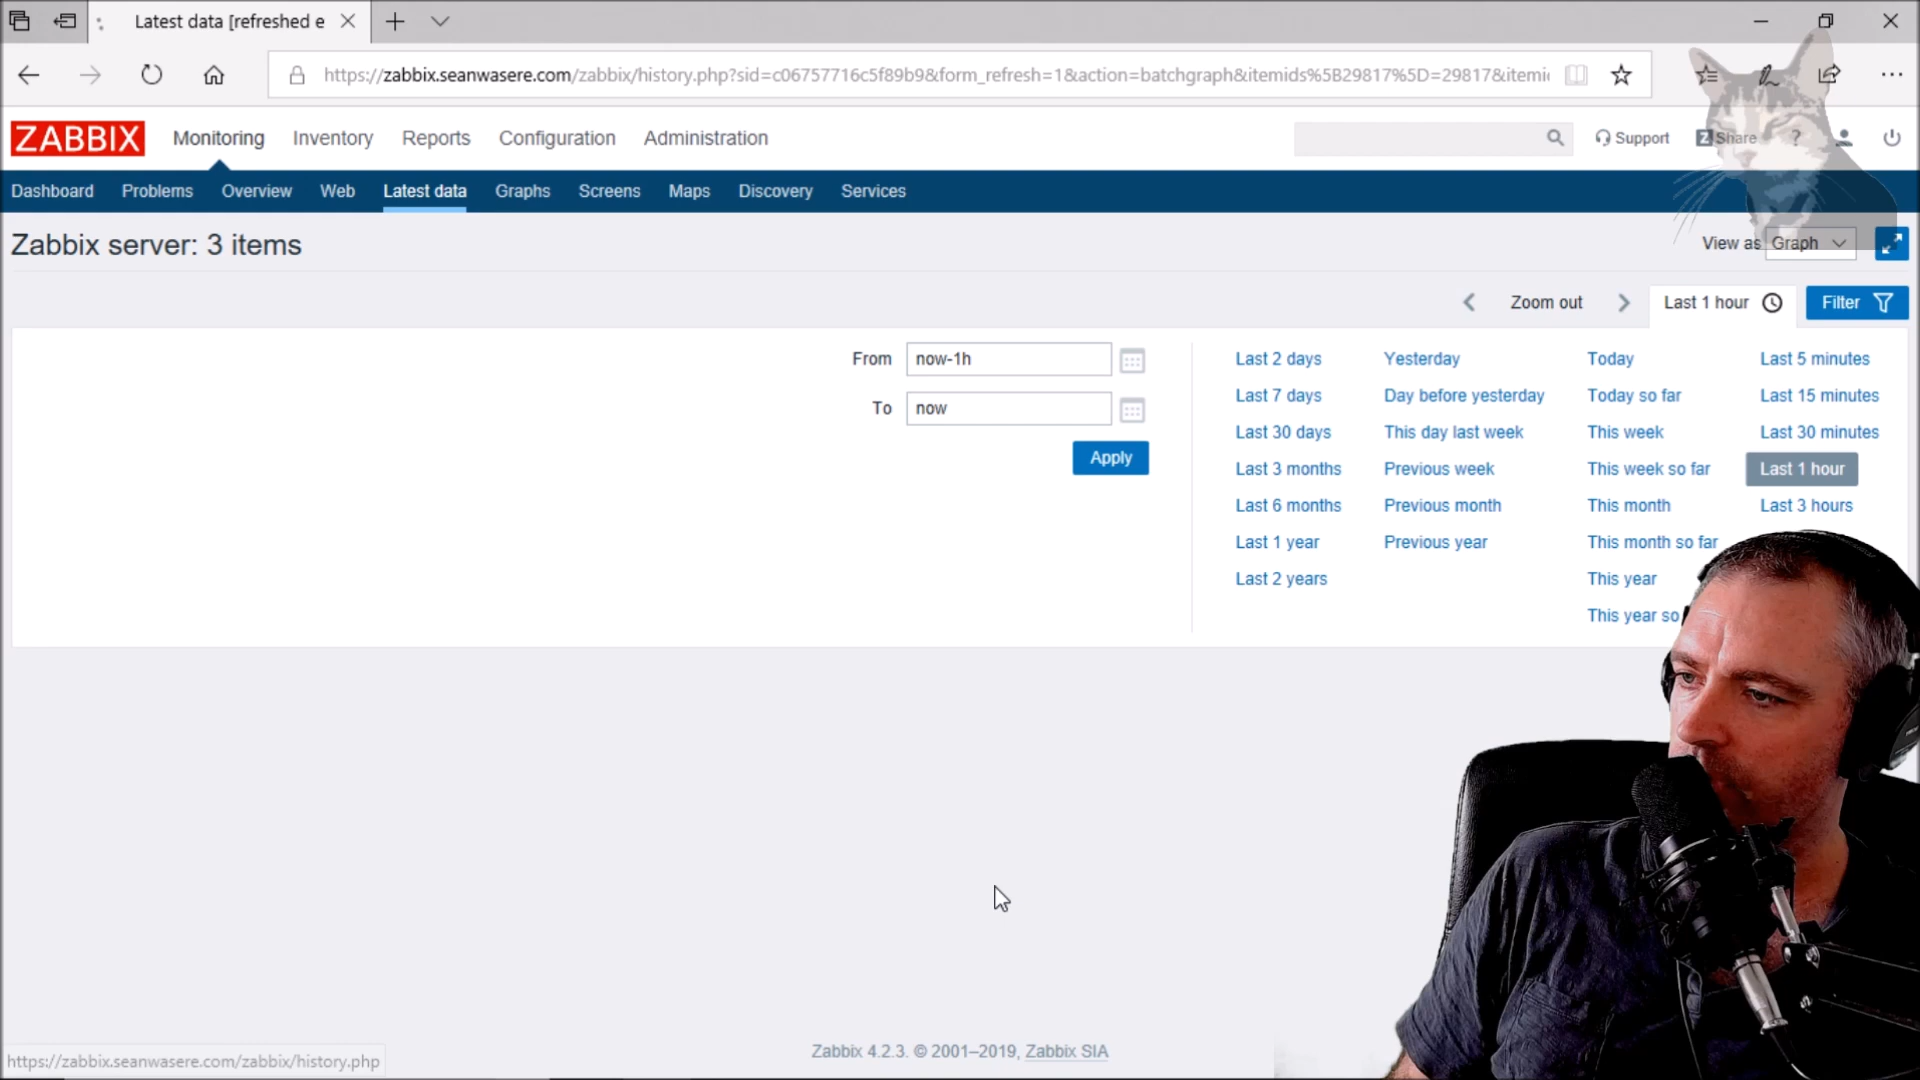 Latest data [refreshed e
https://zabbix.seanwasere.com/zabbix/history.php?sid=c06757716c5f89b9&form_refresh=1&action=batchgraph&itemids%5B29817%5D=29817&itemi
ZABBIX Monitoring Inventory Reports Configuration Administration Support Z Share ?
Dashboard Problems Overview Web Latest data Graphs Screens Maps Discovery Services
Zabbix server: 3 items View as Graph
Zoom out Last 1 hour Filter
From now-1h Last 2 days Yesterday Today Last 5 minutes
Last 7 days Day before yesterday Today so far Last 15 minutes
To now
Last 30 days This day last week This week Last 30 minutes
Apply
Last 3 months Previous week This week so far Last 1 hour
Last 6 months Previous month This month Last 3 hours
Last 1 year Previous year This month so far
Last 2 years This year
This year so
Zabbix 4.2.3. © 2001–2019, Zabbix SIA
https://zabbix.seanwasere.com/zabbix/history.php